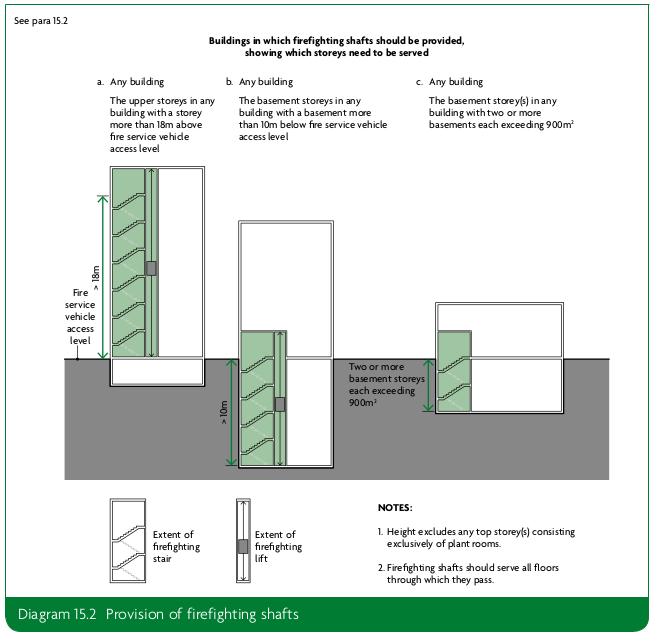 See para 15.2
Buildings in which firefighting shafts should be provided,
showing which storeys need to be served
a. Any building
The upper storeys in any
building with a storey
more than 18m above
fire service vehicle
access level
b. Any building
The basement storeys in any
building with a basement more
than 10m below fire service vehicle
access level
c. Any building
The basement storey(s) in any
building with two or more
basements each exceeding 900m²
> 18m
Fire
service
vehicle
access
level
> 10m
Two or more
basement storeys
each exceeding
900m²
Extent of
firefighting
stair
Extent of
firefighting
lift
NOTES:
1. Height excludes any top storey(s) consisting
exclusively of plant rooms.
2. Firefighting shafts should serve all floors
through which they pass.
Diagram 15.2 Provision of firefighting shafts